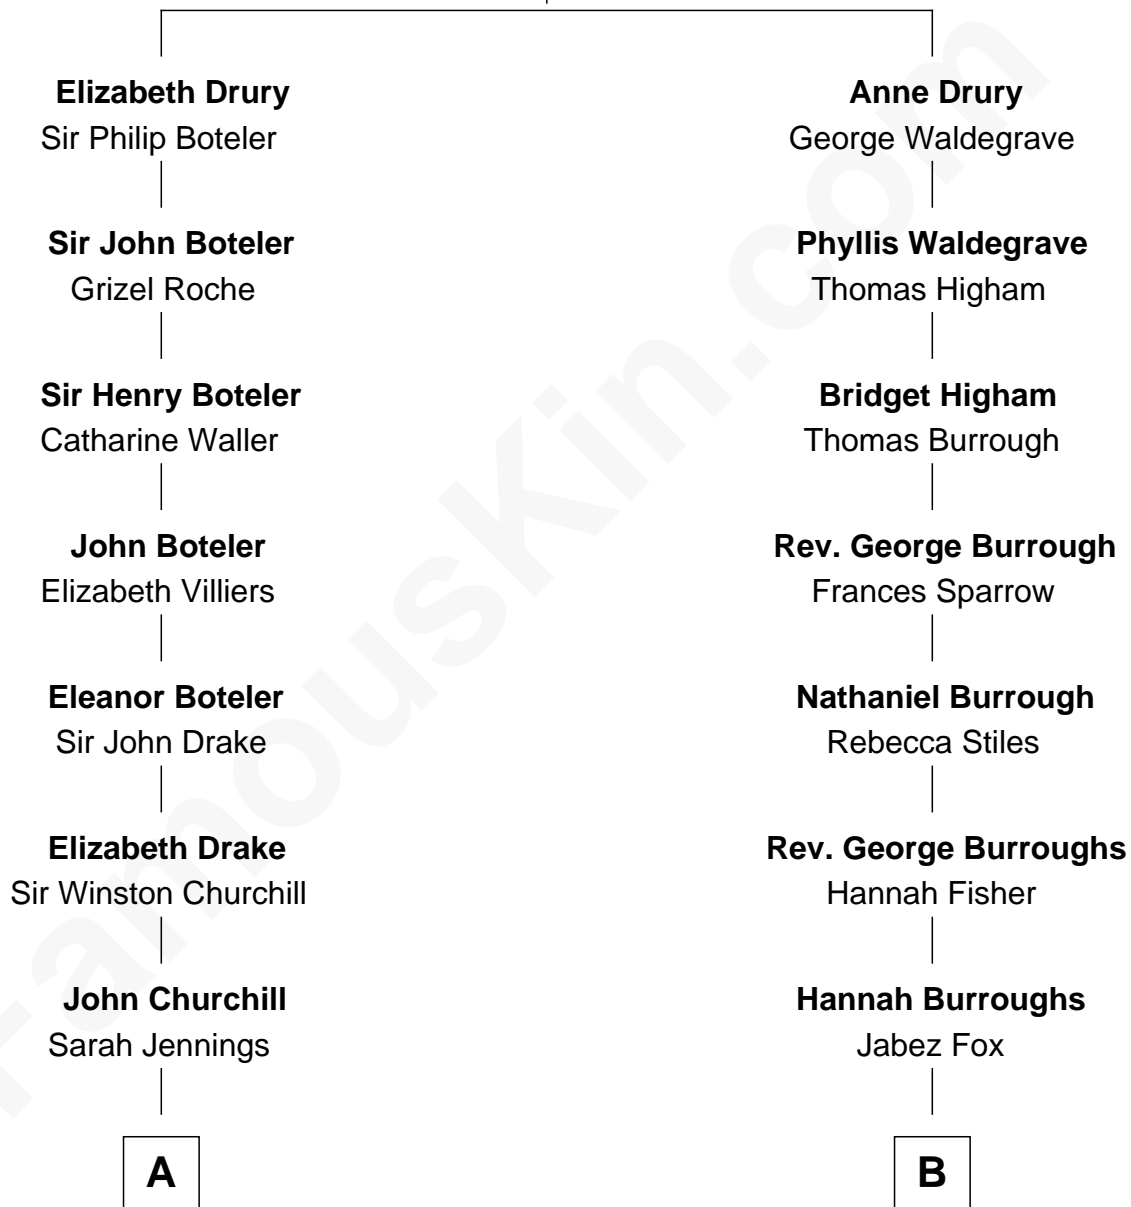 Elizabeth Drury
Sir Philip Boteler
Sir John Boteler
Grizel Roche
Sir Henry Boteler
Catharine Waller
John Boteler
Elizabeth Villiers
Eleanor Boteler
Sir John Drake
Elizabeth Drake
Sir Winston Churchill
John Churchill
Sarah Jennings
A
Anne Drury
George Waldegrave
Phyllis Waldegrave
Thomas Higham
Bridget Higham
Thomas Burrough
Rev. George Burrough
Frances Sparrow
Nathaniel Burrough
Rebecca Stiles
Rev. George Burroughs
Hannah Fisher
Hannah Burroughs
Jabez Fox
B
FamousKin.com